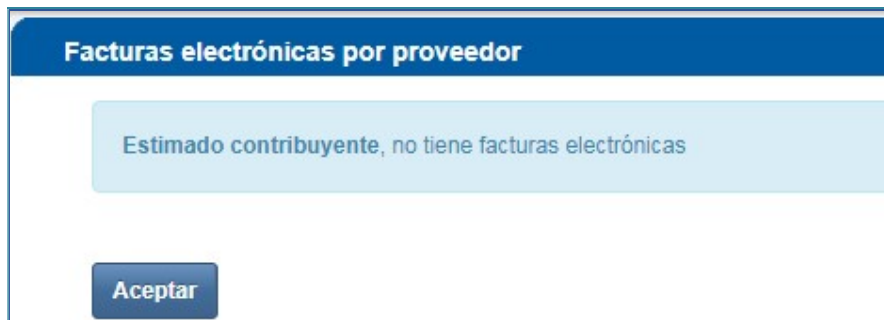 Facturas electrónicas por proveedor
Estimado contribuyente, no tiene facturas electrónicas
Aceptar